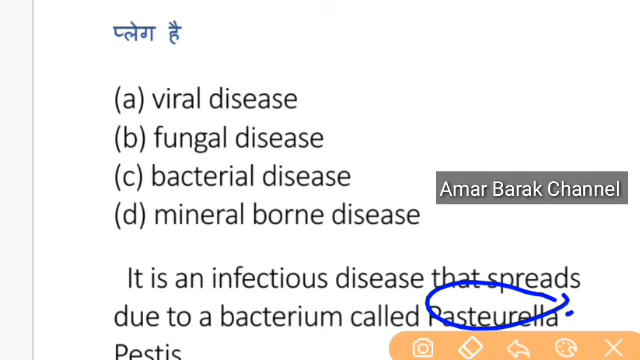 प्लेग है
(a) viral disease
(b) fungal disease
(c) bacterial disease
Amar Barak Channel
(d) mineral borne disease
It is an infectious disease that spreads
due to a bacterium called Pasteurella
Pestis